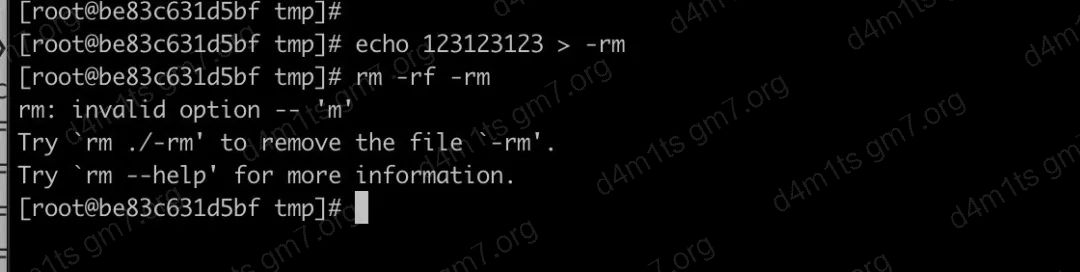 [root@be83c631d5bf tmp]#
[root@be83c631d5bf tmp]# echo 123123123 > -rm
[root@be83c631d5bf tmp]# rm -rf -rm
rm: invalid option -- 'm'
Try `rm ./-rm' to remove the file `-rm'.
Try `rm --help' for more information.
[root@be83c631d5bf tmp]#
d4m1ts gm7.org
d4m1ts gm7.org
d4m1ts gm7.org
d4m1ts gm7.org
d4m1ts gm7.org
d4m1ts gm7.org
d4m1ts gm7.org